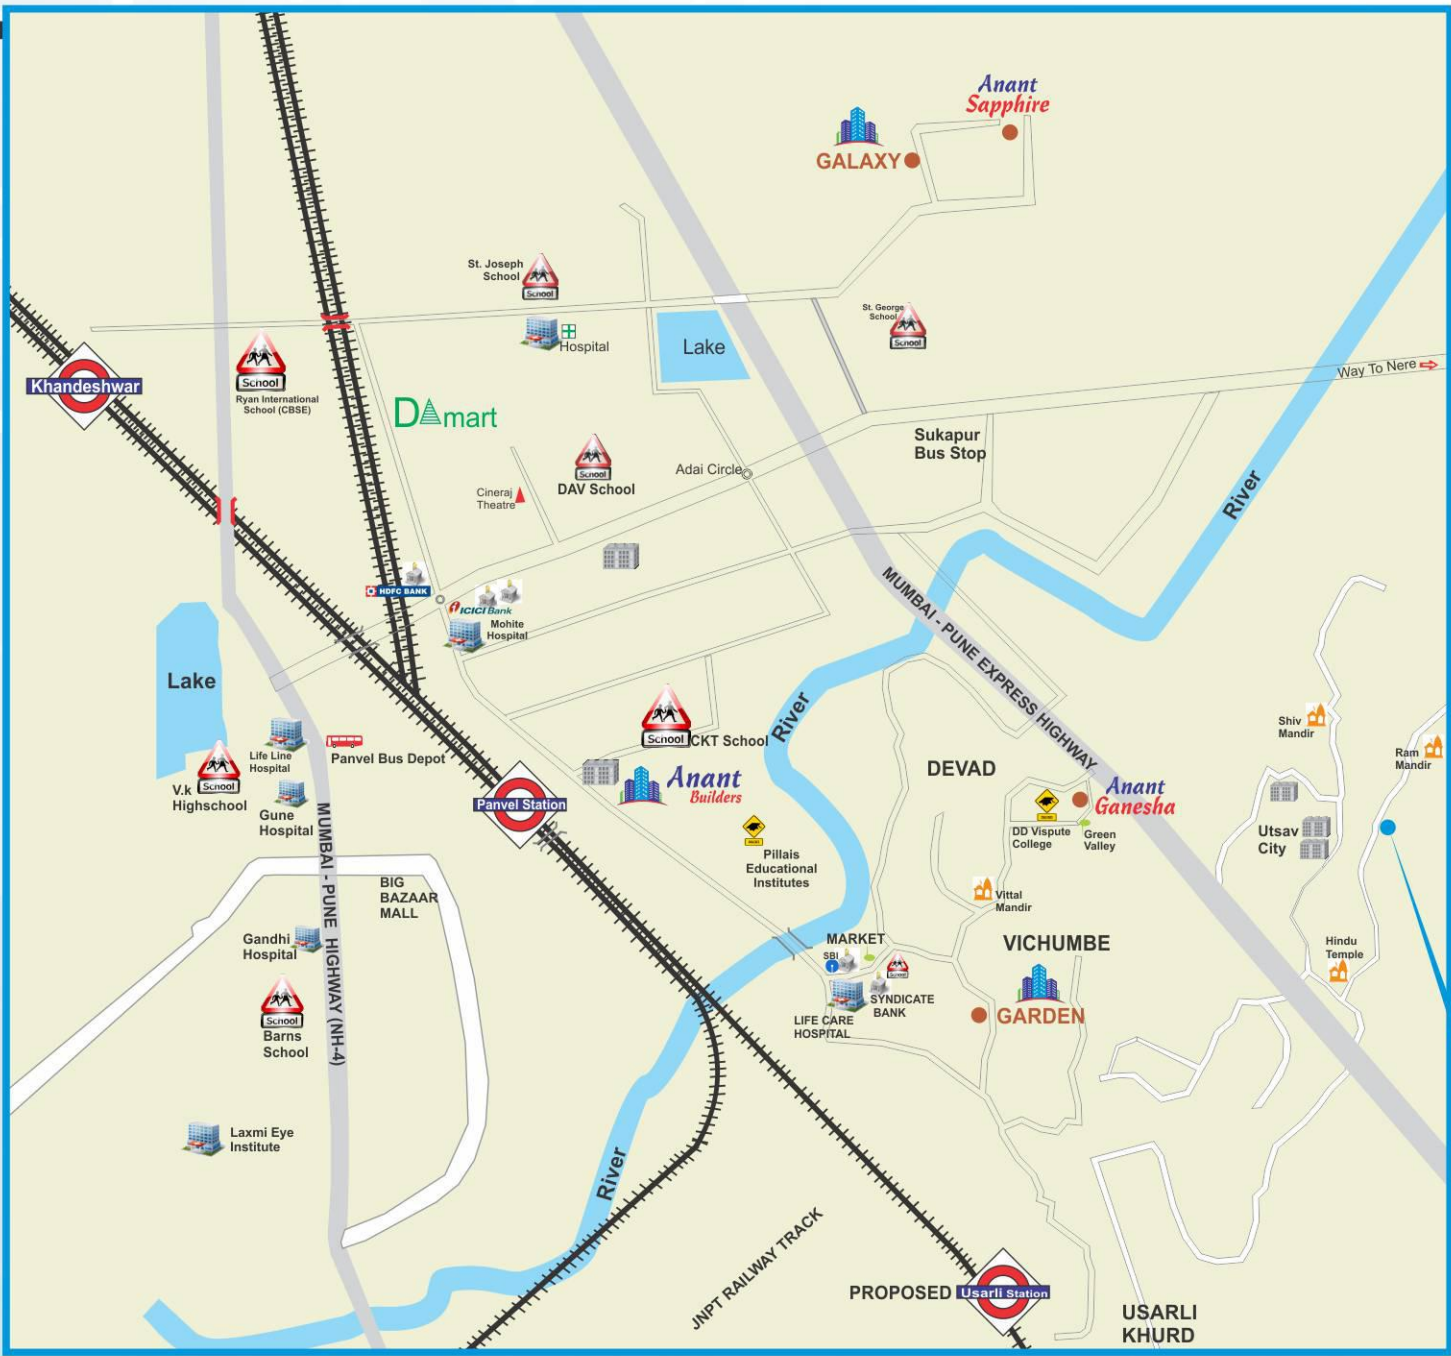 Anant
Sapphire
GALAXY
St. Joseph
School
School
Hospital
Lake
St. George
School
School
Way To Nere
Khandeshwar
School
Ryan International
School (CBSE)
DAmart
Sukapur
Bus Stop
Adai Circle
School
DAV School
Cineraj
Theatre
River
HDFC BANK
ICICI Bank
Mohite
Hospital
MUMBAI - PUNE EXPRESS HIGHWAY
Lake
River
School
CKT School
Shiv
Mandir
Ram
Mandir
Life Line
Hospital
Panvel Bus Depot
V.k
School
Highschool
Gune
Hospital
Panvel Station
Anant
Builders
DEVAD
Anant
Ganesha
DD Vispute
College
Green
Valley
Utsav
City
Pillais
Educational
Institutes
MUMBAI - PUNE HIGHWAY (NH-4)
BIG
BAZAAR
MALL
Vittal
Mandir
Gandhi
Hospital
MARKET
SBI
School
VICHUMBE
Hindu
Temple
SYNDICATE
BANK
LIFE CARE
HOSPITAL
GARDEN
School
Barns
School
Laxmi Eye
Institute
River
JNPT RAILWAY TRACK
PROPOSED
Usarli Station
USARLI
KHURD